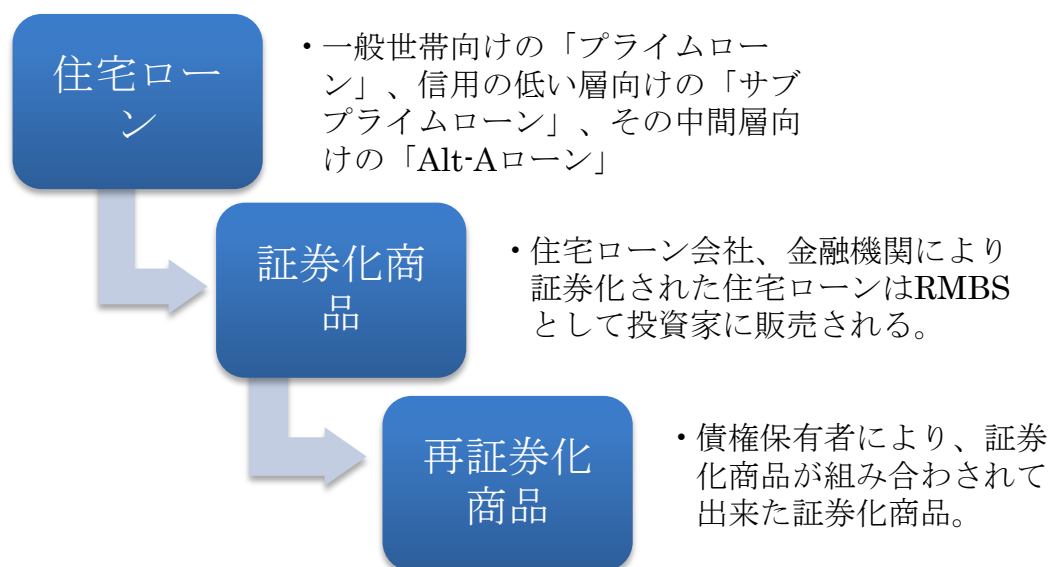 住宅ロー
ン
・一般世帯向けの「プライムロー
ン」、信用の低い層向けの「サブ
プライムローン」、その中間層向
けの「Alt-Aローン」
証券化商
品
・住宅ローン会社、金融機関により
証券化された住宅ローンはRMBS
として投資家に販売される。
再証券化
商品
・債権保有者により、証券
化商品が組み合わされて
出来た証券化商品。